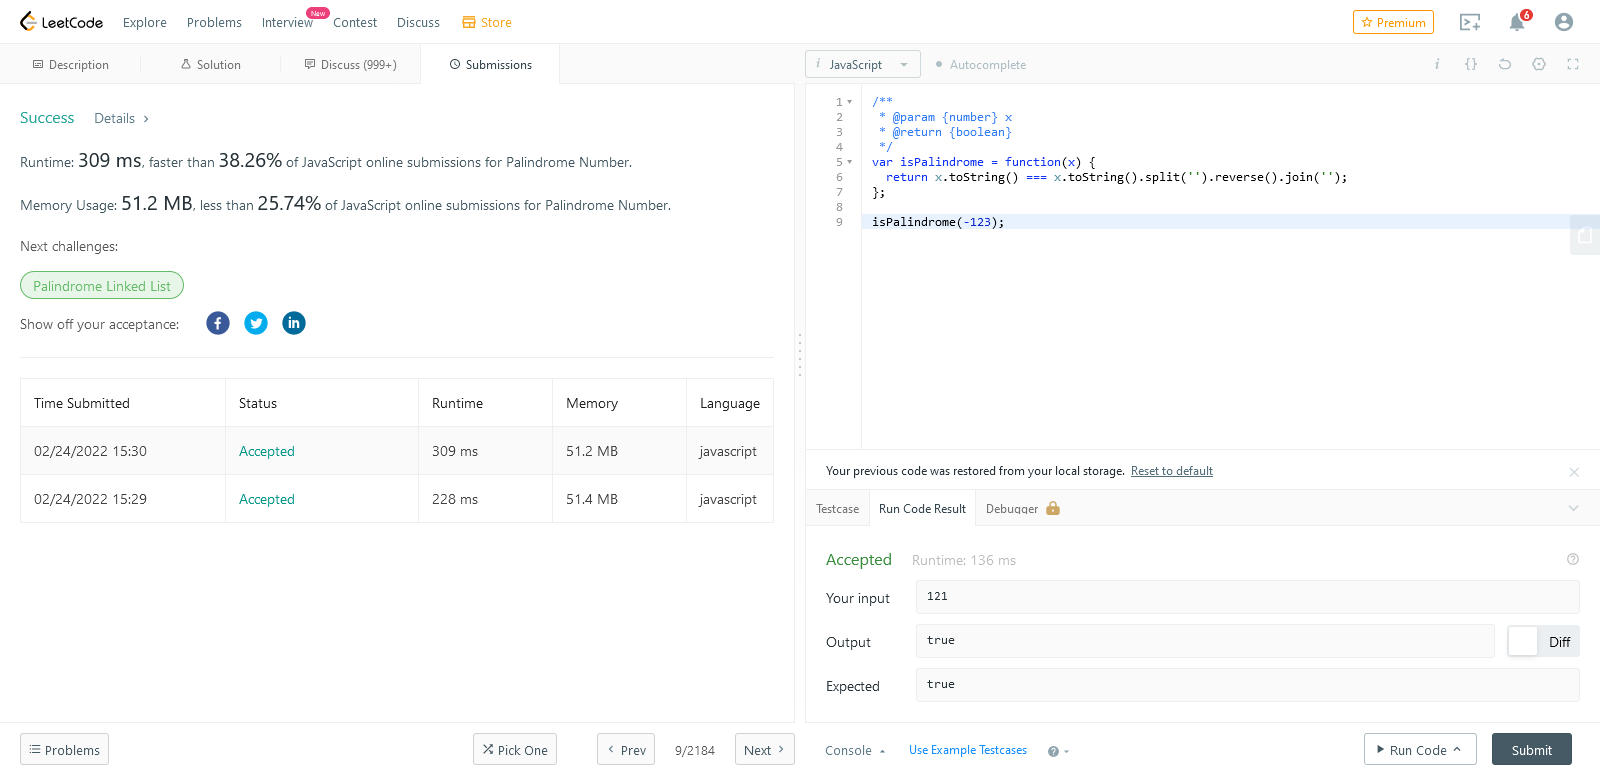 LeetCode Explore Problems Interview New Contest Discuss Store Premium 6
Description Solution Discuss (999+) Submissions
Success Details >
Runtime: 309 ms, faster than 38.26% of JavaScript online submissions for Palindrome Number.
Memory Usage: 51.2 MB, less than 25.74% of JavaScript online submissions for Palindrome Number.
Next challenges:
Palindrome Linked List
Show off your acceptance:
Time Submitted Status Runtime Memory Language
02/24/2022 15:30 Accepted 309 ms 51.2 MB javascript
02/24/2022 15:29 Accepted 228 ms 51.4 MB javascript
Problems Pick One Prev 9/2184 Next
i JavaScript Autocomplete i {}
1 /**
2 * @param {number} x
3 * @return {boolean}
4 */
5 var isPalindrome = function(x) {
6 return x.toString() === x.toString().split('').reverse().join('');
7 };
8
9 isPalindrome(-123);
Your previous code was restored from your local storage. Reset to default
Testcase Run Code Result Debugger
Accepted Runtime: 136 ms
Your input 121
Output true Diff
Expected true
Console Use Example Testcases Run Code Submit